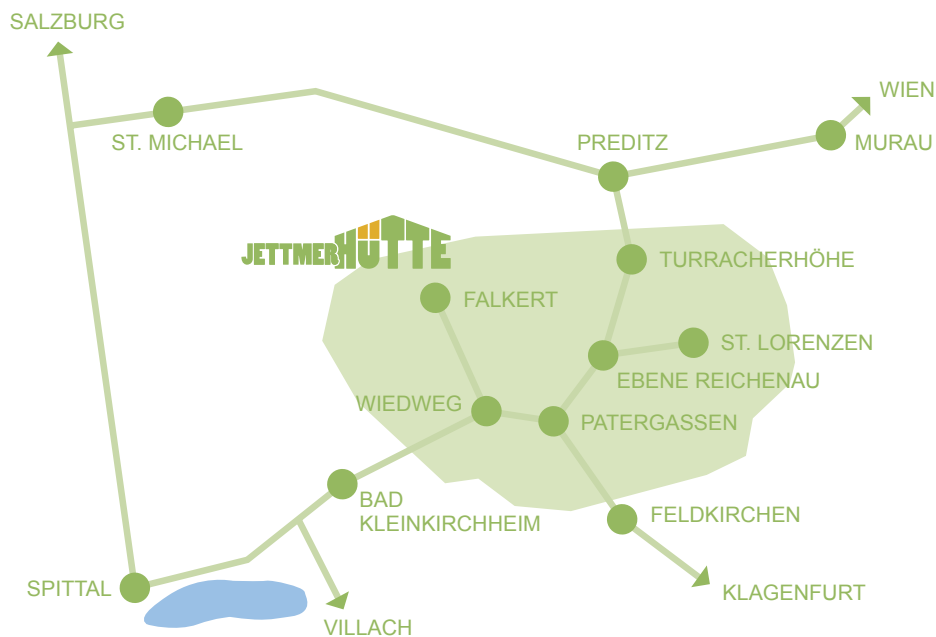 SALZBURG
WIEN
ST. MICHAEL
PREDITZ
MURAU
JETTMERHÜTTE
TURRACHERHÖHE
FALKERT
ST. LORENZEN
EBENE REICHENAU
WIEDWEG
PATERGASSEN
BAD
KLEINKIRCHHEIM
FELDKIRCHEN
SPITTAL
KLAGENFURT
VILLACH